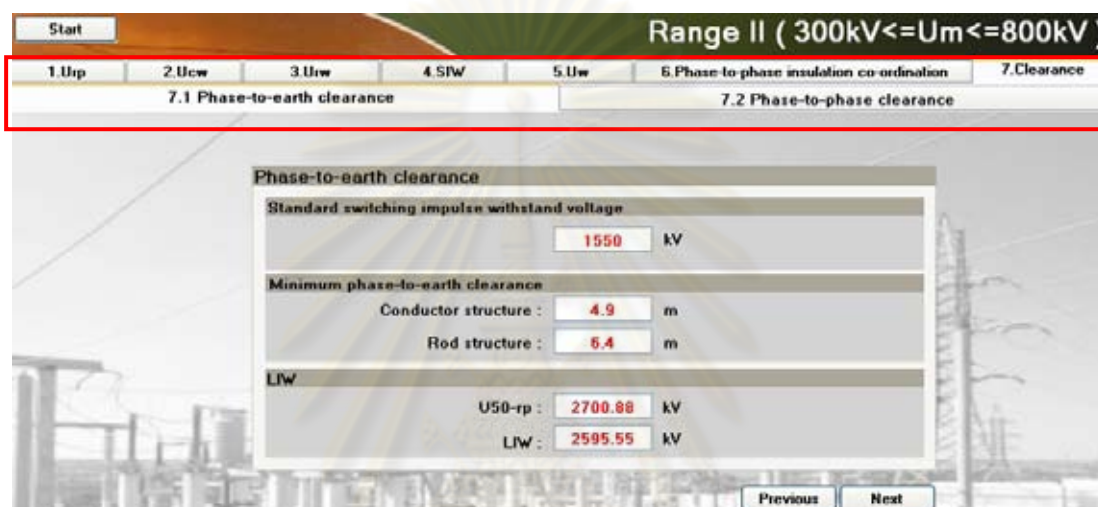 Start
Range II ( 300kV<=Um<=800kV )
1.Urp 2.Ucw 3.Urw 4.SIW 5.Uw 6.Phase-to-phase insulation co-ordination 7.Clearance
7.1 Phase-to-earth clearance 7.2 Phase-to-phase clearance
Phase-to-earth clearance
Standard switching impulse withstand voltage
1550 kV
Minimum phase-to-earth clearance
Conductor structure : 4.9 m
Rod structure : 6.4 m
LIW
U50-rp : 2700.88 kV
LIW : 2595.55 kV
Previous Next